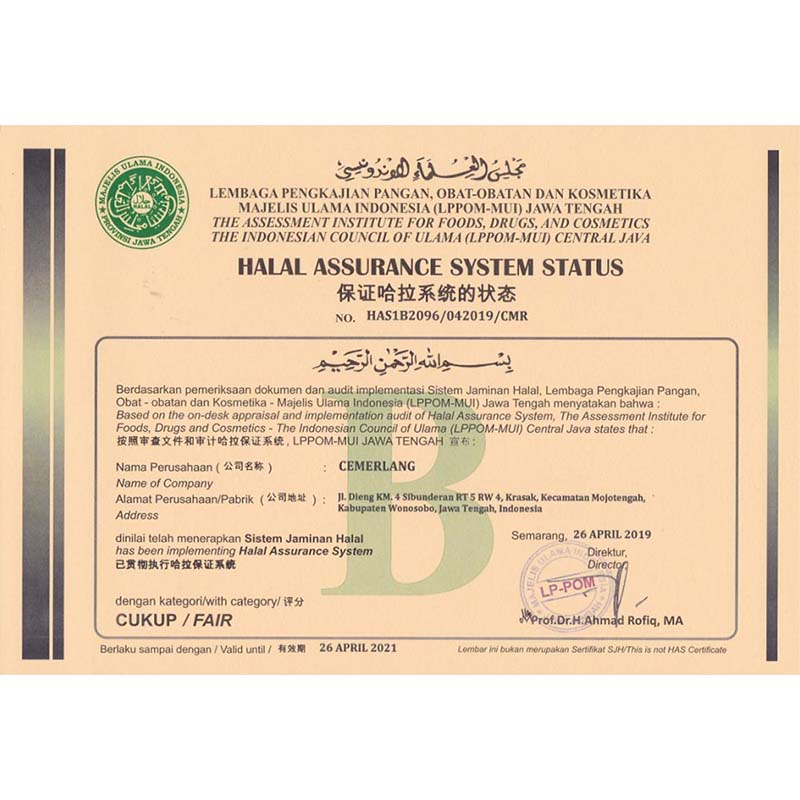 MAJELIS ULAMA INDONESIA
حلال
HALAL
PROVINSI JAWA TENGAH
مجلس العلماء الإندونيسي
LEMBAGA PENGKAJIAN PANGAN, OBAT-OBATAN DAN KOSMETIKA
MAJELIS ULAMA INDONESIA (LPPOM-MUI) JAWA TENGAH
THE ASSESSMENT INSTITUTE FOR FOODS, DRUGS, AND COSMETICS
THE INDONESIAN COUNCIL OF ULAMA (LPPOM-MUI) CENTRAL JAVA
HALAL ASSURANCE SYSTEM STATUS
保证哈拉系统的状态
NO. HAS1B2096/042019/CMR
بسم الله الرحمن الرحيم
Berdasarkan pemeriksaan dokumen dan audit implementasi Sistem Jaminan Halal, Lembaga Pengkajian Pangan,
Obat - obatan dan Kosmetika - Majelis Ulama Indonesia (LPPOM-MUI) Jawa Tengah menyatakan bahwa :
Based on the on-desk appraisal and implementation audit of Halal Assurance System, The Assessment Institute for
Foods, Drugs and Cosmetics - The Indonesian Council of Ulama (LPPOM-MUI) Central Java states that :
按照审查文件和审计哈拉保证系统 , LPPOM-MUI JAWA TENGAH 宣布 :
B
Nama Perusahaan ( 公司名称 ) : CEMERLANG
Name of Company
Alamat Perusahaan/Pabrik ( 公司地址 ) : Jl. Dieng KM. 4 Sibunderan RT 5 RW 4, Krasak, Kecamatan Mojotengah,
Kabupaten Wonosobo, Jawa Tengah, Indonesia
Address
dinilai telah menerapkan Sistem Jaminan Halal
has been implementing Halal Assurance System
已贯彻执行哈拉保证系统
Semarang, 26 APRIL 2019
Direktur,
Director,
MAJELIS ULAMA
LP-POM
Prof.Dr.H.Ahmad Rofiq, MA
dengan kategori/with category/ 评分
CUKUP / FAIR
Berlaku sampai dengan / Valid until / 有效期 26 APRIL 2021
Lembar ini bukan merupakan Sertifikat SJH/This is not HAS Certificate